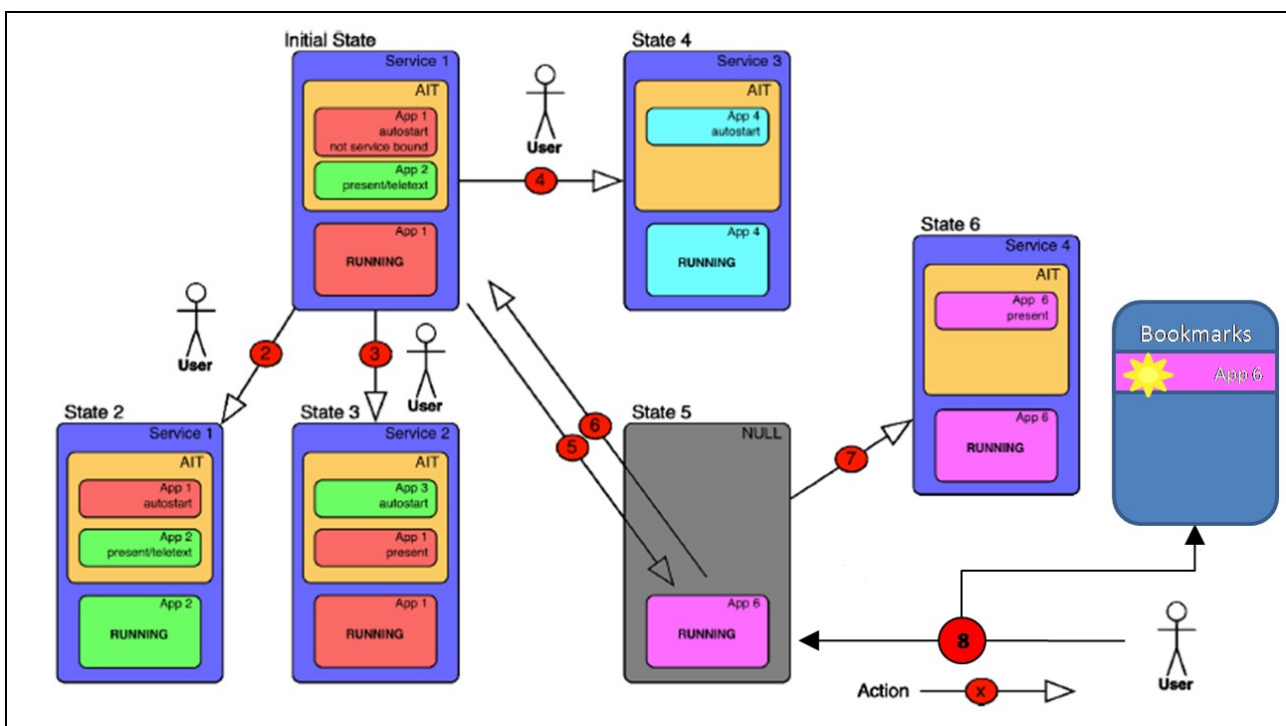 Initial State
Service 1
AIT
App 1
autostart
not service bound
App 2
present/teletext
App 1
RUNNING
User
4
State 4
Service 3
AIT
App 4
autostart
App 4
RUNNING
State 6
Service 4
AIT
App 6
present
App 6
RUNNING
Bookmarks
App 6
User
2
3
User
State 2
Service 1
AIT
App 1
autostart
App 2
present/teletext
App 2
RUNNING
State 3
Service 2
AIT
App 3
autostart
App 1
present
App 1
RUNNING
5
6
State 5
NULL
App 6
RUNNING
7
8
User
Action
x